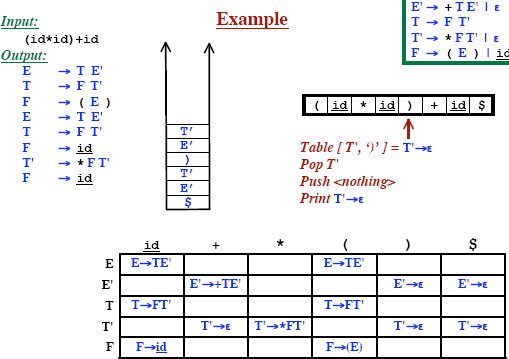 Example
Input:
(id*id)+id
Output:
E → T E'
T → F T'
F → ( E )
E → T E'
T → F T'
F → id
T' → * F T'
F → id
E' → + T E' | ε
T → F T'
T' → * F T' | ε
F → ( E ) | id
T'
E'
)
T'
E'
$
( id * id ) + id $
Table [ T', ‘)’ ] = T'→ε
Pop T'
Push <nothing>
Print T'→ε
id + * ( ) $
E E→TE' E→TE'
E' E'→+TE' E'→ε E'→ε
T T→FT' T→FT'
T' T'→ε T'→*FT' T'→ε T'→ε
F F→id F→(E)